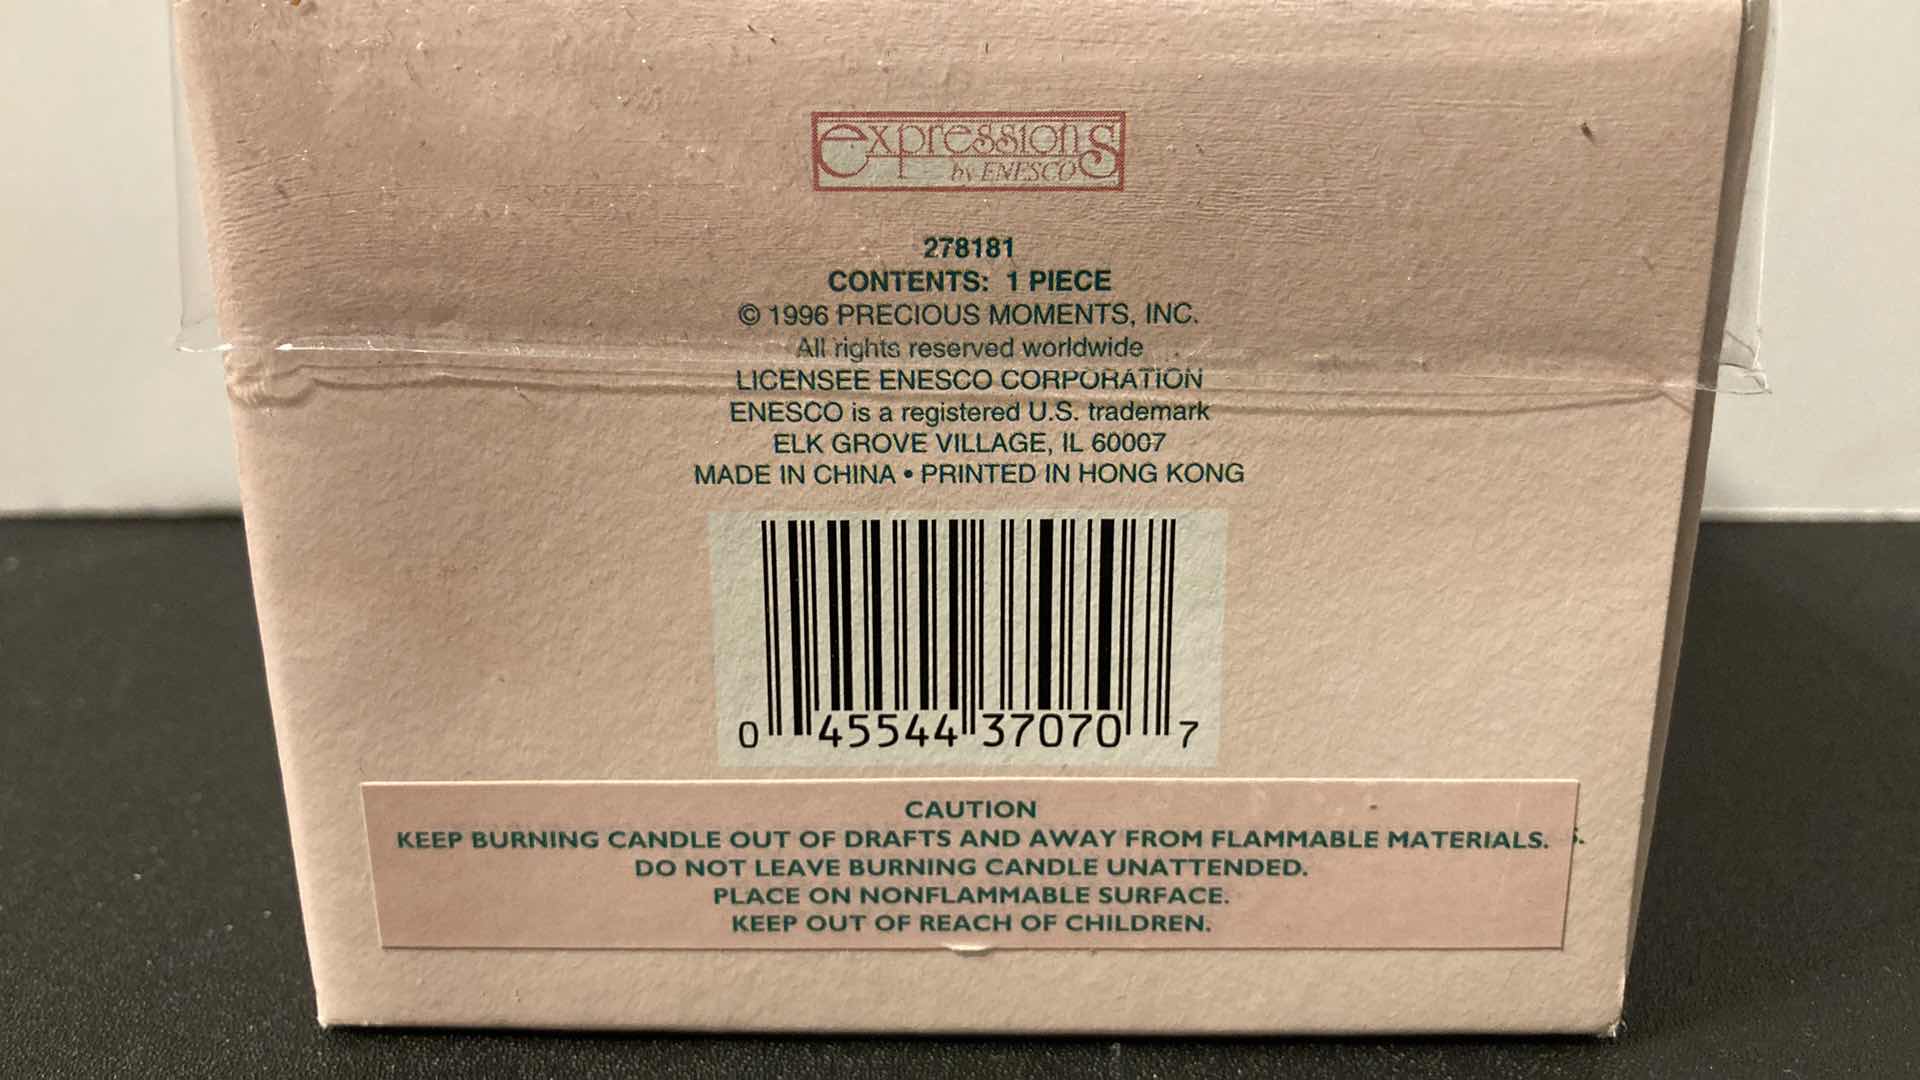 expressions
by ENESCO
278181
CONTENTS: 1 PIECE
© 1996 PRECIOUS MOMENTS, INC.
All rights reserved worldwide
LICENSEE ENESCO CORPORATION
ENESCO is a registered U.S. trademark
ELK GROVE VILLAGE, IL 60007
MADE IN CHINA • PRINTED IN HONG KONG
0 45544 37070 7
CAUTION
KEEP BURNING CANDLE OUT OF DRAFTS AND AWAY FROM FLAMMABLE MATERIALS.
DO NOT LEAVE BURNING CANDLE UNATTENDED.
PLACE ON NONFLAMMABLE SURFACE.
KEEP OUT OF REACH OF CHILDREN.